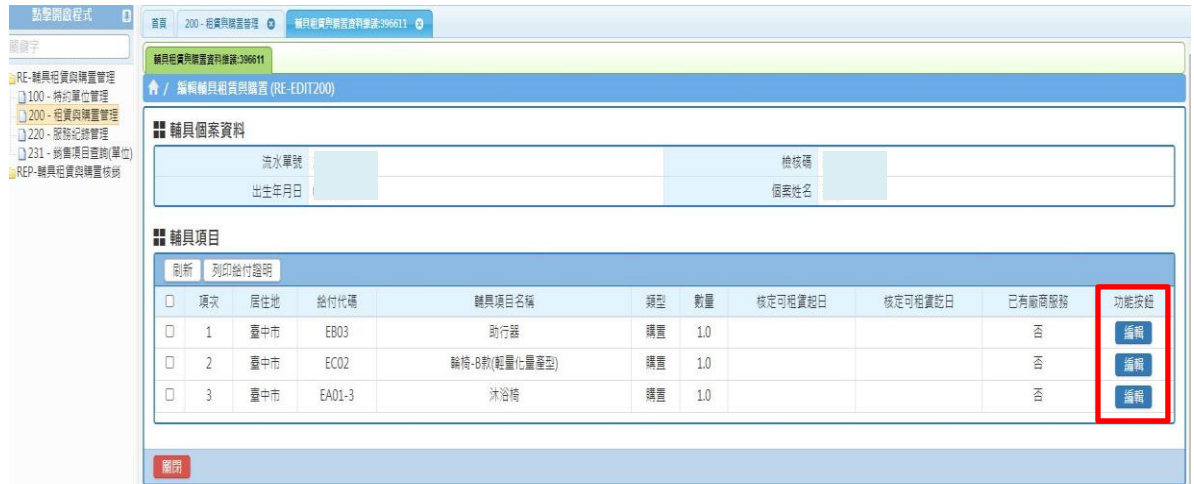 點擊開啟程式
關鍵字
RE-輔具租賃與購置管理
100 - 特約單位管理
200 - 租賃與購置管理
220 - 服務紀錄管理
231 - 銷售項目查詢(單位)
REP-輔具租賃與購置核銷
首頁 200 - 租賃與購置管理 輔具租賃與購置資料維護:396611
輔具租賃與購置資料維護:396611
/ 編輯輔具租賃與購置 (RE-EDIT200)
輔具個案資料
流水單號 檢核碼
出生年月日 個案姓名
輔具項目
刷新 列印給付證明
項次 居住地 給付代碼 輔具項目名稱 類型 數量 核定可租賃起日 核定可租賃訖日 已有廠商服務 功能按鈕
1 臺中市 EB03 助行器 購置 1.0 否 編輯
2 臺中市 EC02 輪椅-B款(輕量化量產型) 購置 1.0 否 編輯
3 臺中市 EA01-3 沐浴椅 購置 1.0 否 編輯
關閉